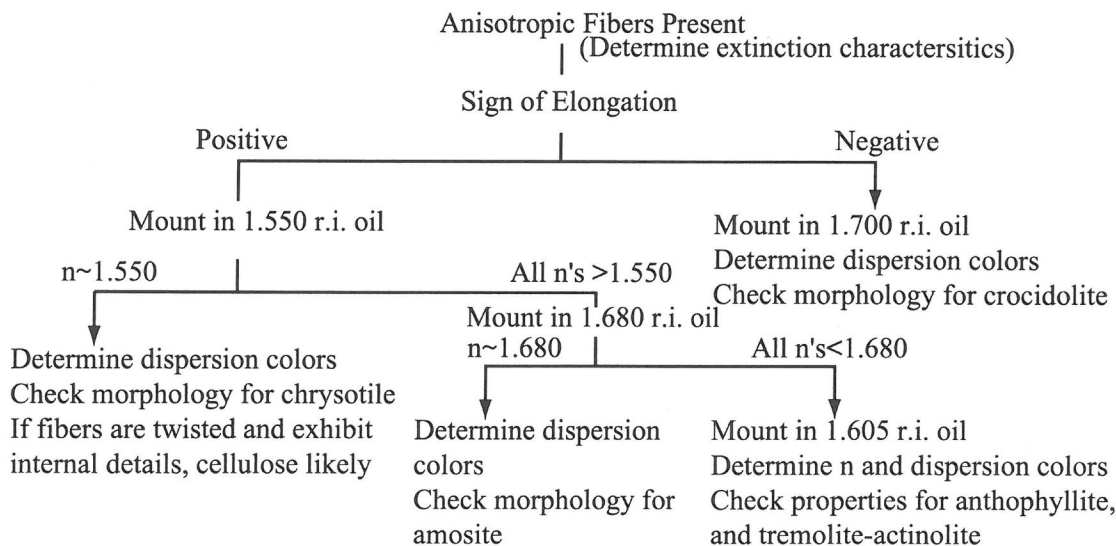 Anisotropic Fibers Present
(Determine extinction charactersitics)
Sign of Elongation
Positive
Negative
Mount in 1.550 r.i. oil
Mount in 1.700 r.i. oil
Determine dispersion colors
Check morphology for crocidolite
n~1.550
All n's >1.550
Mount in 1.680 r.i. oil
n~1.680
All n's<1.680
Determine dispersion colors
Check morphology for chrysotile
If fibers are twisted and exhibit
internal details, cellulose likely
Determine dispersion
colors
Check morphology for
amosite
Mount in 1.605 r.i. oil
Determine n and dispersion colors
Check properties for anthophyllite,
and tremolite-actinolite